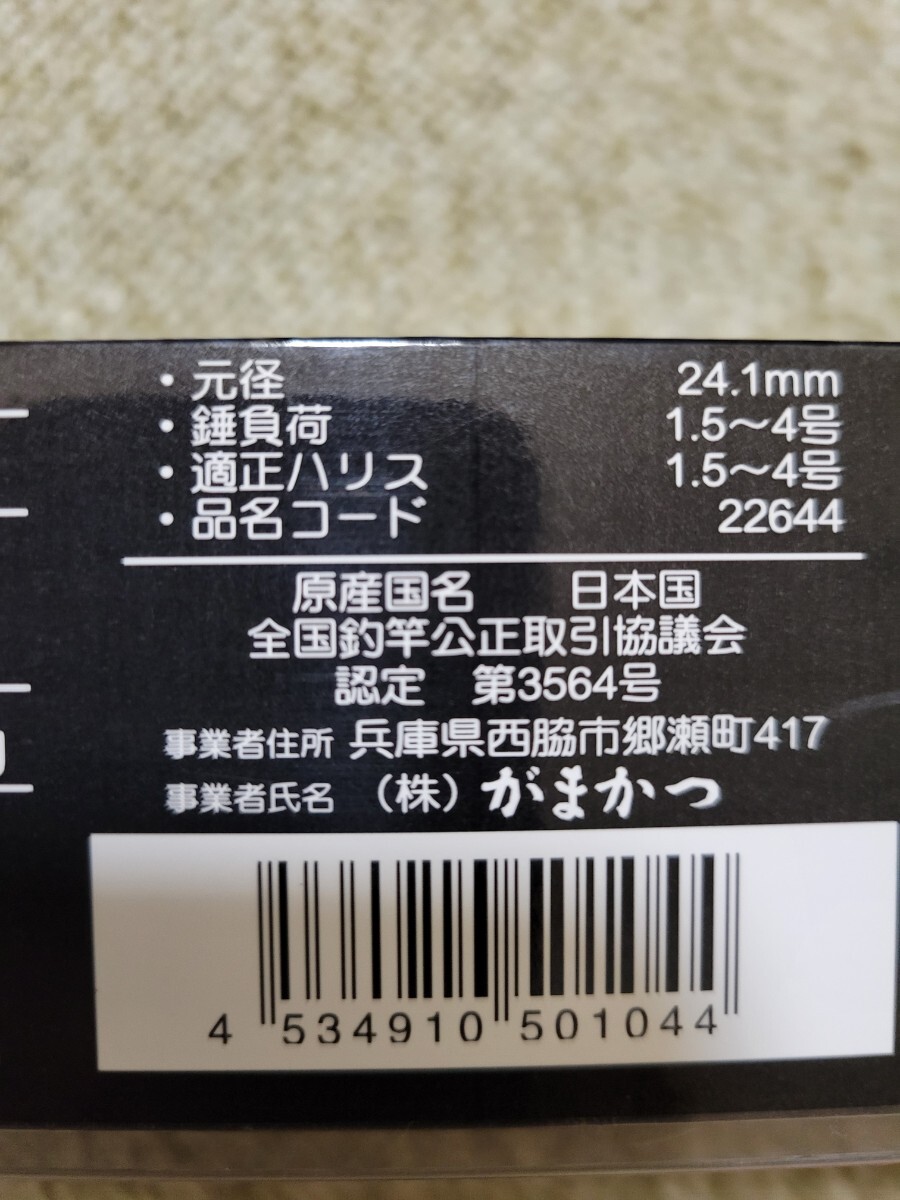 ・元径 24.1mm
・錘負荷 1.5〜4号
・適正ハリス 1.5〜4号
・品名コード 22644
原産国名 日本国
全国釣竿公正取引協議会
認定 第3564号
事業者住所 兵庫県西脇市郷瀬町417
事業者氏名 (株)がまかつ
4 534910 501044